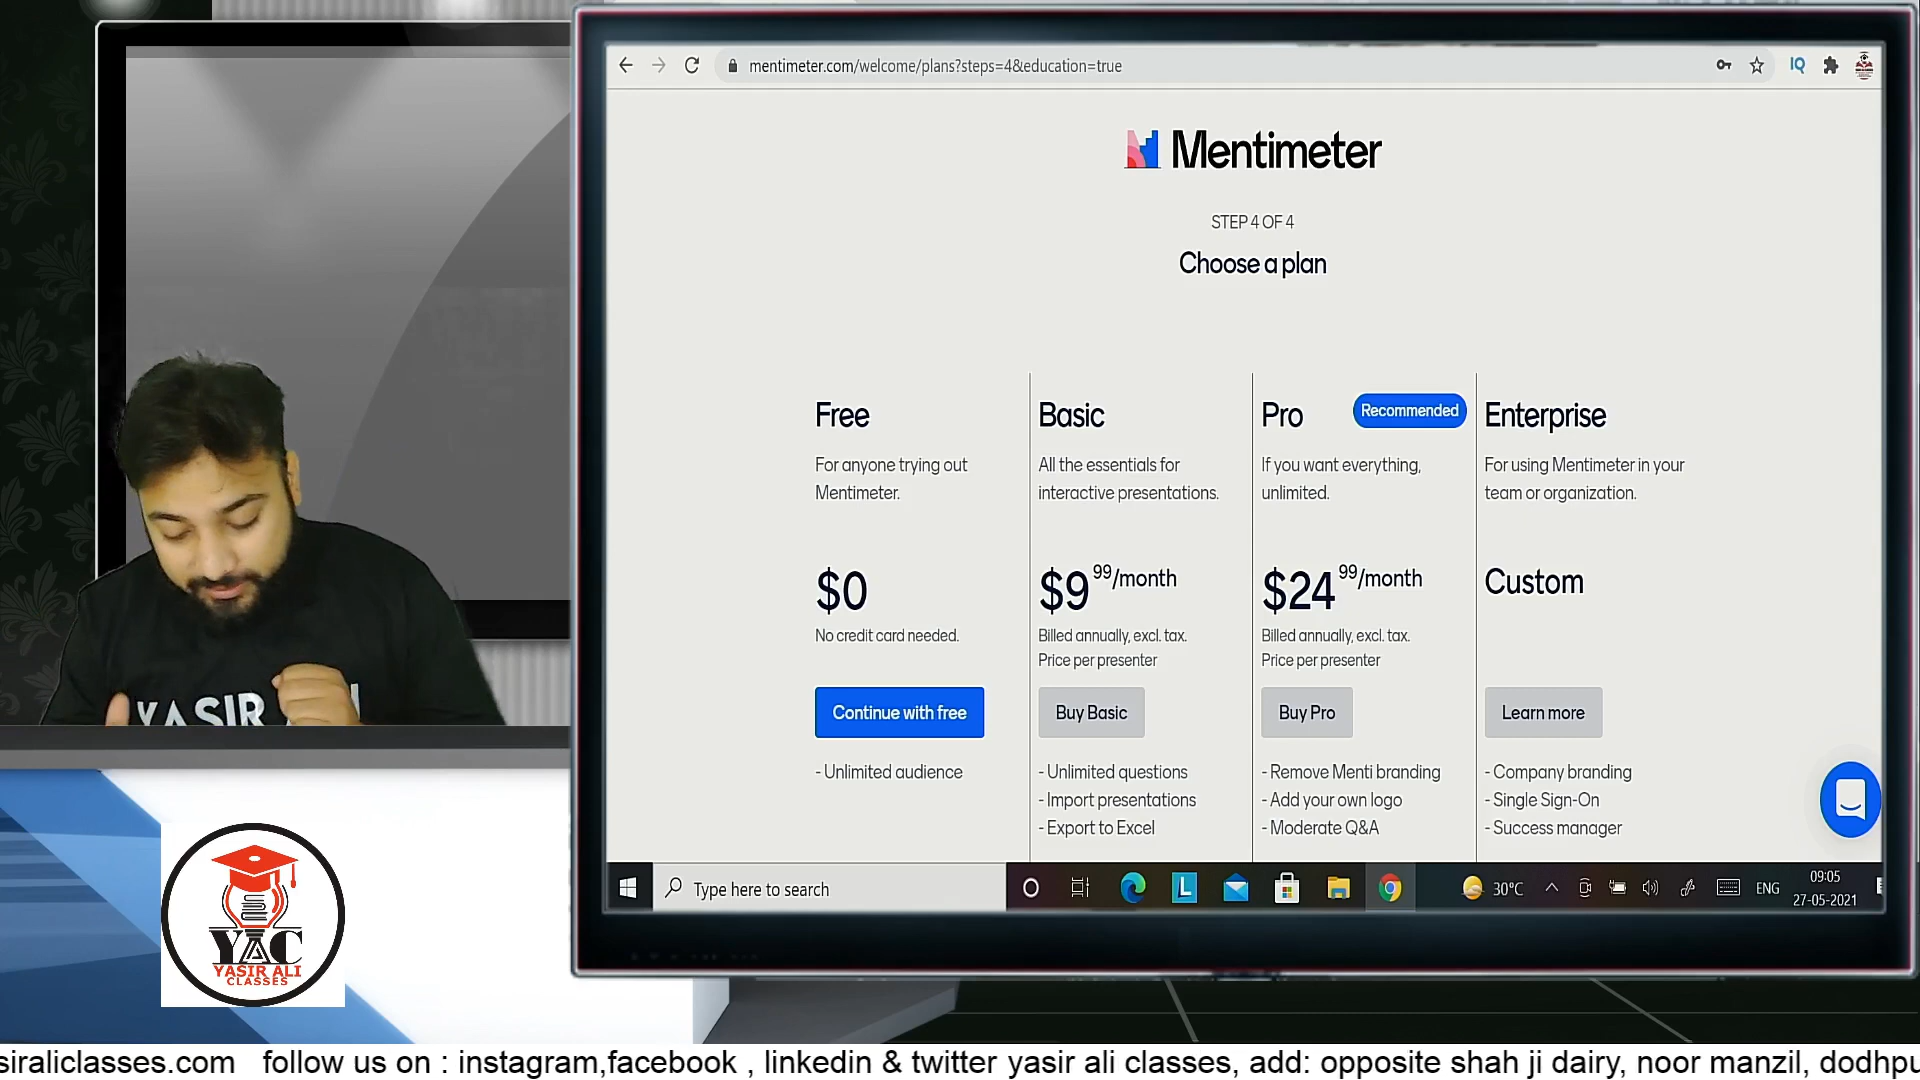 mentimeter.com/welcome/plans?steps=4&education=true
IQ
Mentimeter
STEP 4 OF 4
Choose a plan
Free
For anyone trying out
Mentimeter.
$0
No credit card needed.
Continue with free
- Unlimited audience
Basic
All the essentials for
interactive presentations.
$9 99/month
Billed annually, excl. tax.
Price per presenter
Buy Basic
- Unlimited questions
- Import presentations
- Export to Excel
Pro
Recommended
If you want everything,
unlimited.
$24 99/month
Billed annually, excl. tax.
Price per presenter
Buy Pro
- Remove Menti branding
- Add your own logo
- Moderate Q&A
Enterprise
For using Mentimeter in your
team or organization.
Custom
Learn more
- Company branding
- Single Sign-On
- Success manager
Type here to search
L
30°C
ENG
09:05
27-05-2021
YASIR
YAC
YASIR ALI
CLASSES
siraliclasses.com follow us on : instagram,facebook , linkedin & twitter yasir ali classes, add: opposite shah ji dairy, noor manzil, dodhpu